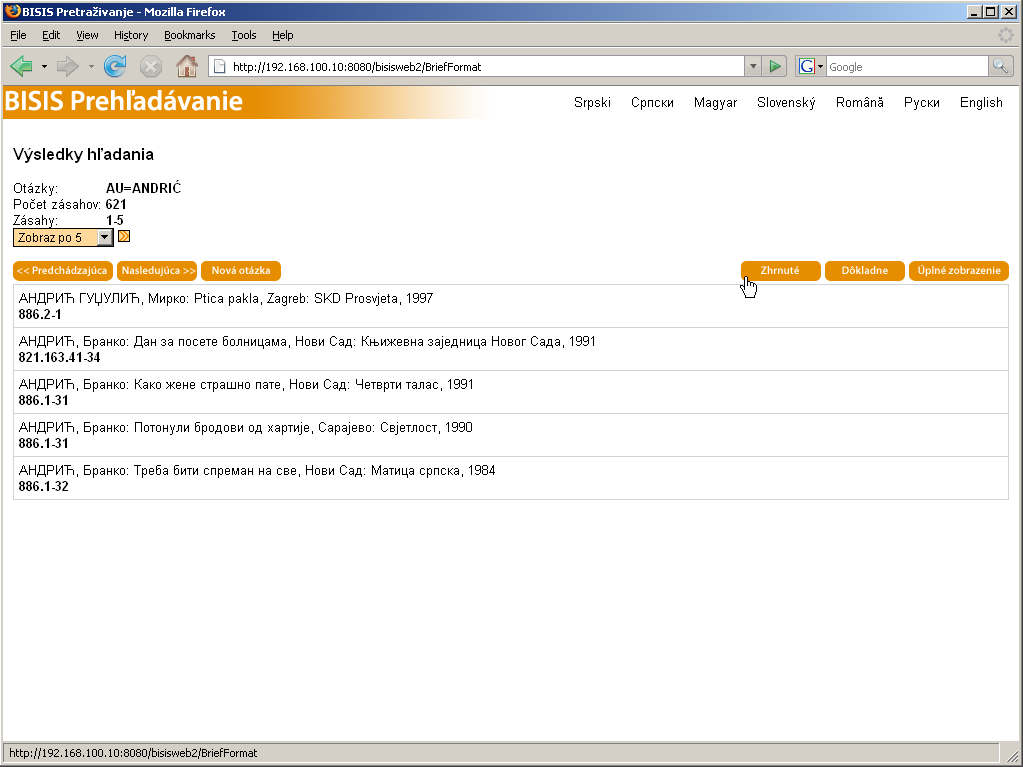 BISIS Pretraživanje - Mozilla Firefox
File Edit View History Bookmarks Tools Help
http://192.168.100.10:8080/bisisweb2/BriefFormat
Google
BISIS Prehľadávanie
Srpski Српски Magyar Slovenský Română Руски English
Výsledky hľadania
Otázky: AU=ANDRIĆ
Počet zásahov: 621
Zásahy: 1-5
Zobraz po 5
<< Predchádzajúca Nasledujúca >> Nová otázka Zhrnuté Dôkladne Úplné zobrazenie
АНДРИЋ ГУЏУЛИЋ, Мирко: Ptica pakla, Zagreb: SKD Prosvjeta, 1997
886.2-1
АНДРИЋ, Бранко: Дан за посете болницама, Нови Сад: Књижевна заједница Новог Сада, 1991
821.163.41-34
АНДРИЋ, Бранко: Како жене страшно пате, Нови Сад: Четврти талас, 1991
886.1-31
АНДРИЋ, Бранко: Потонули бродови од хартије, Сарајево: Свјетлост, 1990
886.1-31
АНДРИЋ, Бранко: Треба бити спреман на све, Нови Сад: Матица српска, 1984
886.1-32
http://192.168.100.10:8080/bisisweb2/BriefFormat